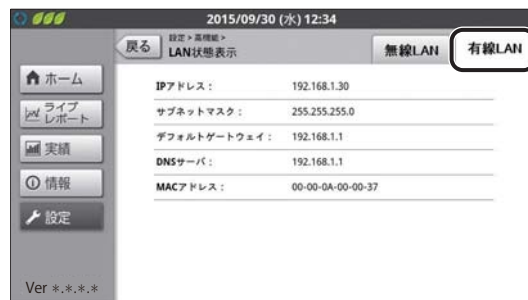 2015/09/30 (水) 12:34
戻る
設定 > 高機能 >
LAN状態表示
無線LAN
有線LAN
ホーム
ライブ
レポート
実績
情報
設定
Ver *.*.*.*
IPアドレス : 192.168.1.30
サブネットマスク : 255.255.255.0
デフォルトゲートウェイ : 192.168.1.1
DNSサーバ : 192.168.1.1
MACアドレス : 00-00-0A-00-00-37